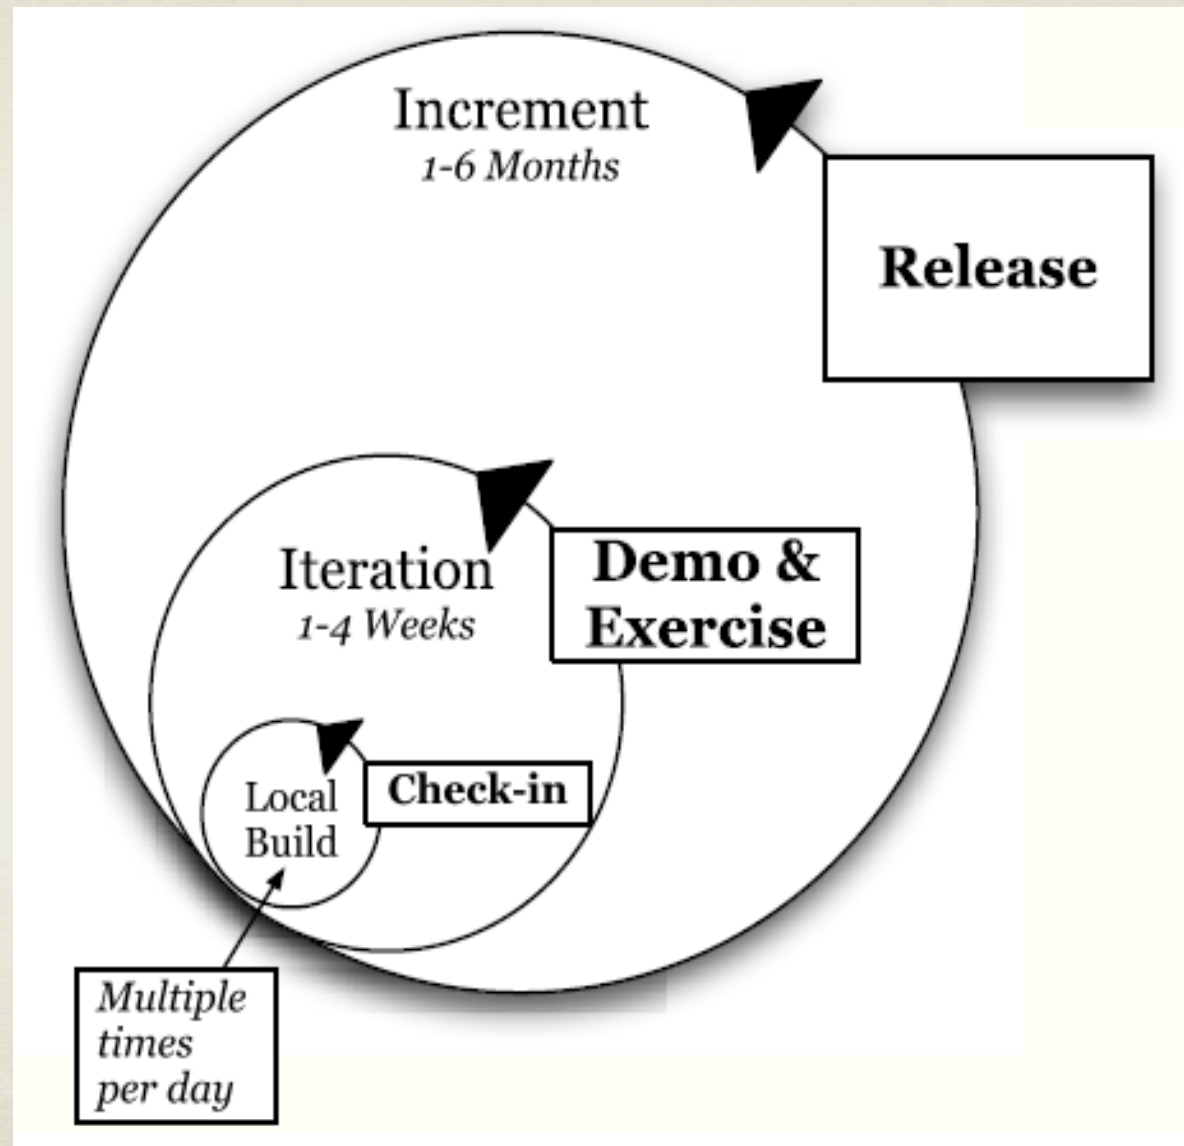 Increment
1-6 Months
Release
Iteration
1-4 Weeks
Demo &
Exercise
Local
Build
Check-in
Multiple
times
per day